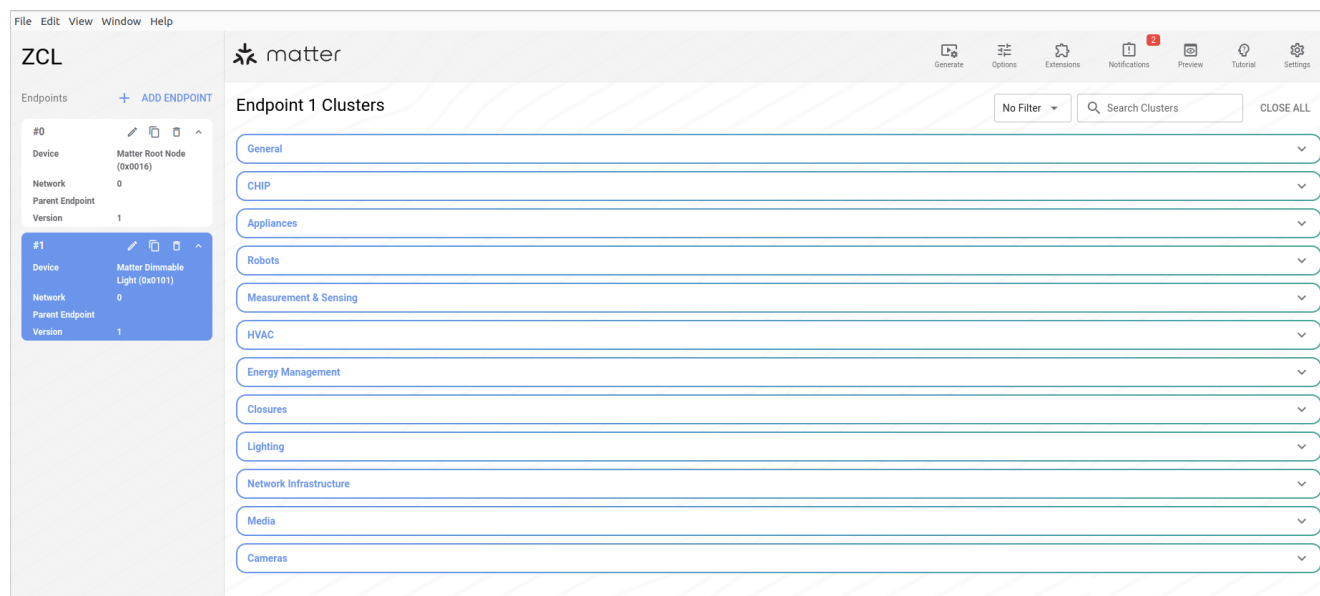 File Edit View Window Help
ZCL
matter
Generate
Options
Extensions
2
Notifications
Preview
Tutorial
Settings
Endpoints
+ ADD ENDPOINT
#0
Device Matter Root Node
(0x0016)
Network 0
Parent Endpoint
Version 1
#1
Device Matter Dimmable
Light (0x0101)
Network 0
Parent Endpoint
Version 1
Endpoint 1 Clusters
No Filter
Search Clusters
CLOSE ALL
General
CHIP
Appliances
Robots
Measurement & Sensing
HVAC
Energy Management
Closures
Lighting
Network Infrastructure
Media
Cameras